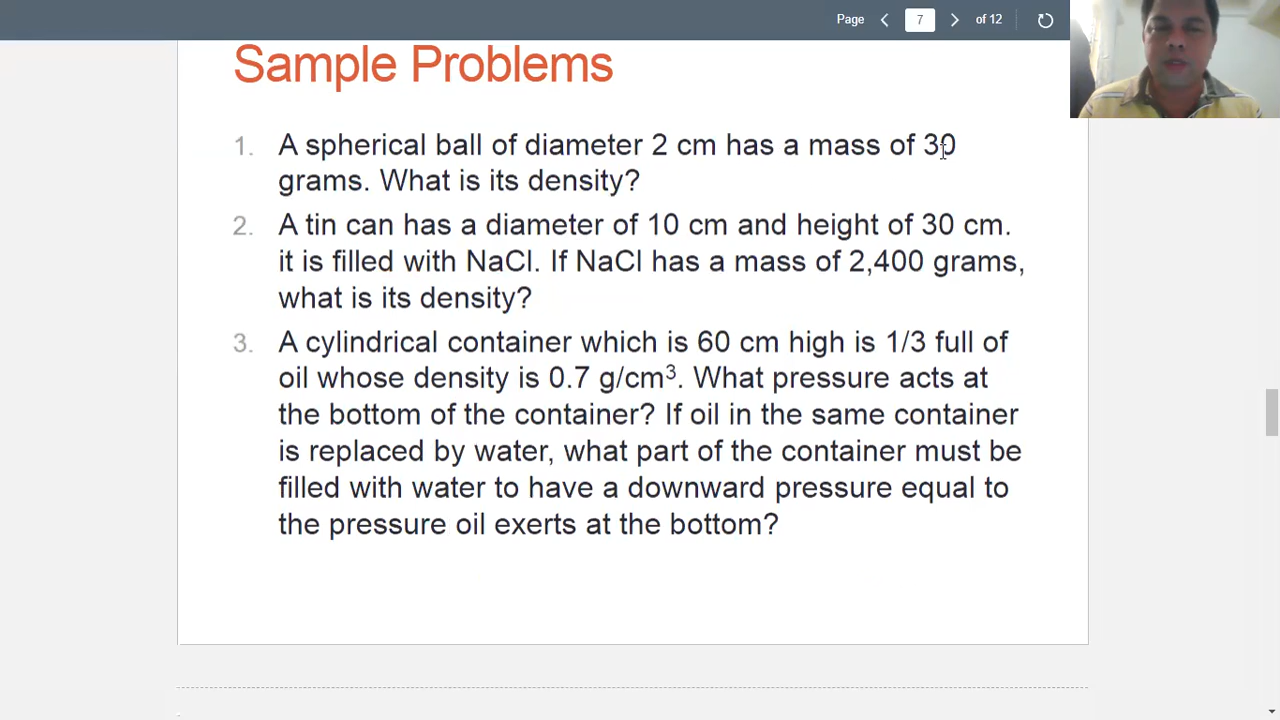 Page
7
of 12
Sample Problems
1. A spherical ball of diameter 2 cm has a mass of 30
grams. What is its density?
2. A tin can has a diameter of 10 cm and height of 30 cm.
it is filled with NaCl. If NaCl has a mass of 2,400 grams,
what is its density?
3. A cylindrical container which is 60 cm high is 1/3 full of
oil whose density is 0.7 g/cm³. What pressure acts at
the bottom of the container? If oil in the same container
is replaced by water, what part of the container must be
filled with water to have a downward pressure equal to
the pressure oil exerts at the bottom?